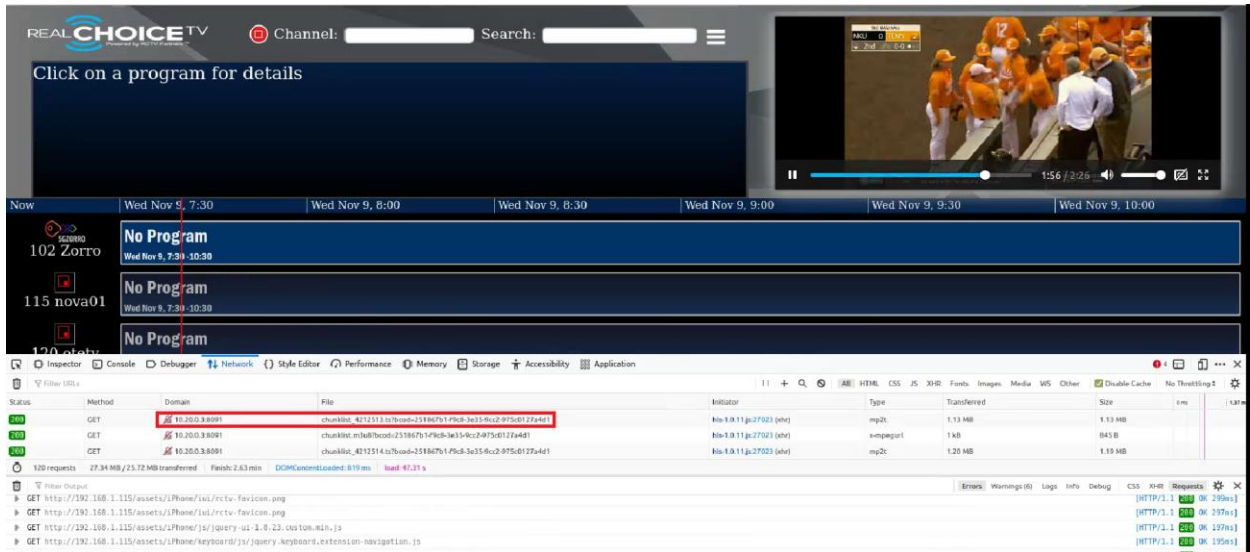 REALCHOICETV
Channel: Search:
Click on a program for details
NKU 0 TENN 2
2nd 0-0
1:56 / 2:26
Now Wed Nov 9, 7:30 Wed Nov 9, 8:00 Wed Nov 9, 8:30 Wed Nov 9, 9:00 Wed Nov 9, 9:30 Wed Nov 9, 10:00
SGZORRO
102 Zorro
No Program
Wed Nov 9, 7:30 -10:30
115 nova01
No Program
Wed Nov 9, 7:30 -10:30
No Program
Inspector Console Debugger Network {} Style Editor Performance Memory Storage Accessibility Application
Filter URLs All HTML CSS JS XHR Fonts Images Media WS Other Disable Cache No Throttling
Status Method Domain File Initiator Type Transferred Size 0 ms
200 GET 10.20.0.3:8091 chunklist_4212513.ts?bcod=251867b1-f9c8-3e35-9cc2-975c0127a4d1 hls-1.0.11.js:27023 (xhr) mp2t 1.13 MB 1.13 MB
200 GET 10.20.0.3:8091 chunklist.m3u8?bcod=251867b1-f9c8-3e35-9cc2-975c0127a4d1 hls-1.0.11.js:27023 (xhr) x-mpegurl 1 kB 845 B
200 GET 10.20.0.3:8091 chunklist_4212514.ts?bcod=251867b1-f9c8-3e35-9cc2-975c0127a4d1 hls-1.0.11.js:27023 (xhr) mp2t 1.20 MB 1.19 MB
120 requests 27.34 MB / 25.72 MB transferred Finish: 2.63 min DOMContentLoaded: 819 ms load: 47.31 s
Filter Output Errors Warnings (6) Logs Info Debug CSS XHR Requests
GET http://192.168.1.115/assets/iPhone/iui/rctv-favicon.png [HTTP/1.1 200 OK 299ms]
GET http://192.168.1.115/assets/iPhone/iui/rctv-favicon.png [HTTP/1.1 200 OK 297ms]
GET http://192.168.1.115/assets/iPhone/js/jquery-ui-1.8.23.custom.min.js [HTTP/1.1 200 OK 197ms]
GET http://192.168.1.115/assets/iPhone/keyboard/js/jquery.keyboard.extension-navigation.js [HTTP/1.1 200 OK 195ms]